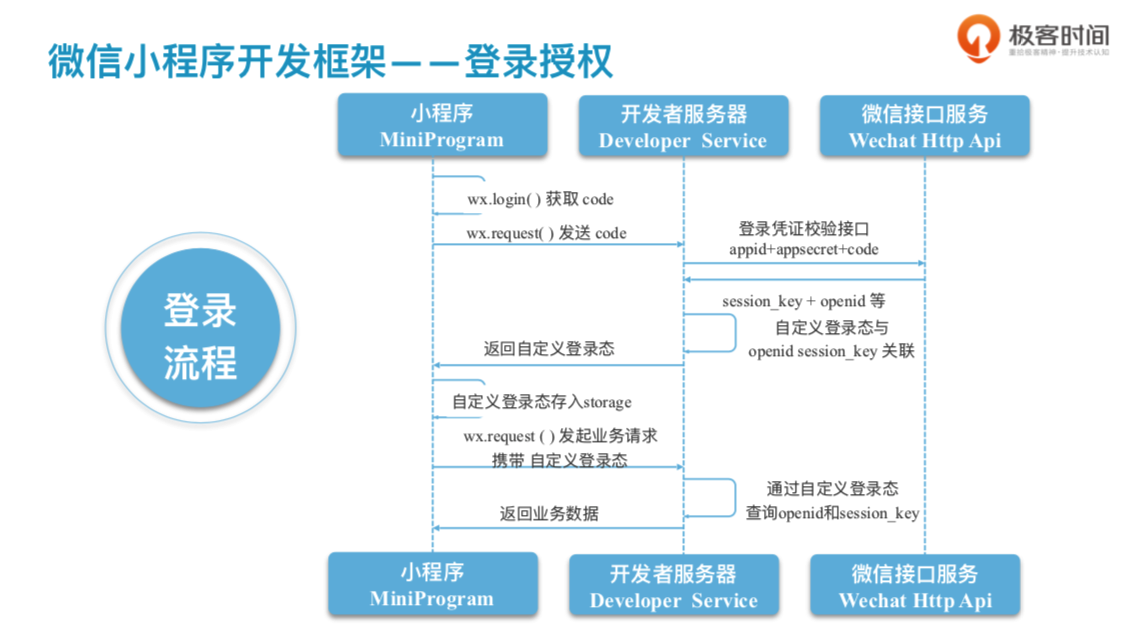 极客时间
重拾极客精神·提升技术认知
微信小程序开发框架——登录授权
小程序
MiniProgram
开发者服务器
Developer Service
微信接口服务
Wechat Http Api
wx.login( ) 获取 code
wx.request( ) 发送 code
登录凭证校验接口
appid+appsecret+code
登录
流程
session_key + openid 等
自定义登录态与
openid session_key 关联
返回自定义登录态
自定义登录态存入storage
wx.request ( ) 发起业务请求
携带 自定义登录态
通过自定义登录态
查询openid和session_key
返回业务数据
小程序
MiniProgram
开发者服务器
Developer Service
微信接口服务
Wechat Http Api